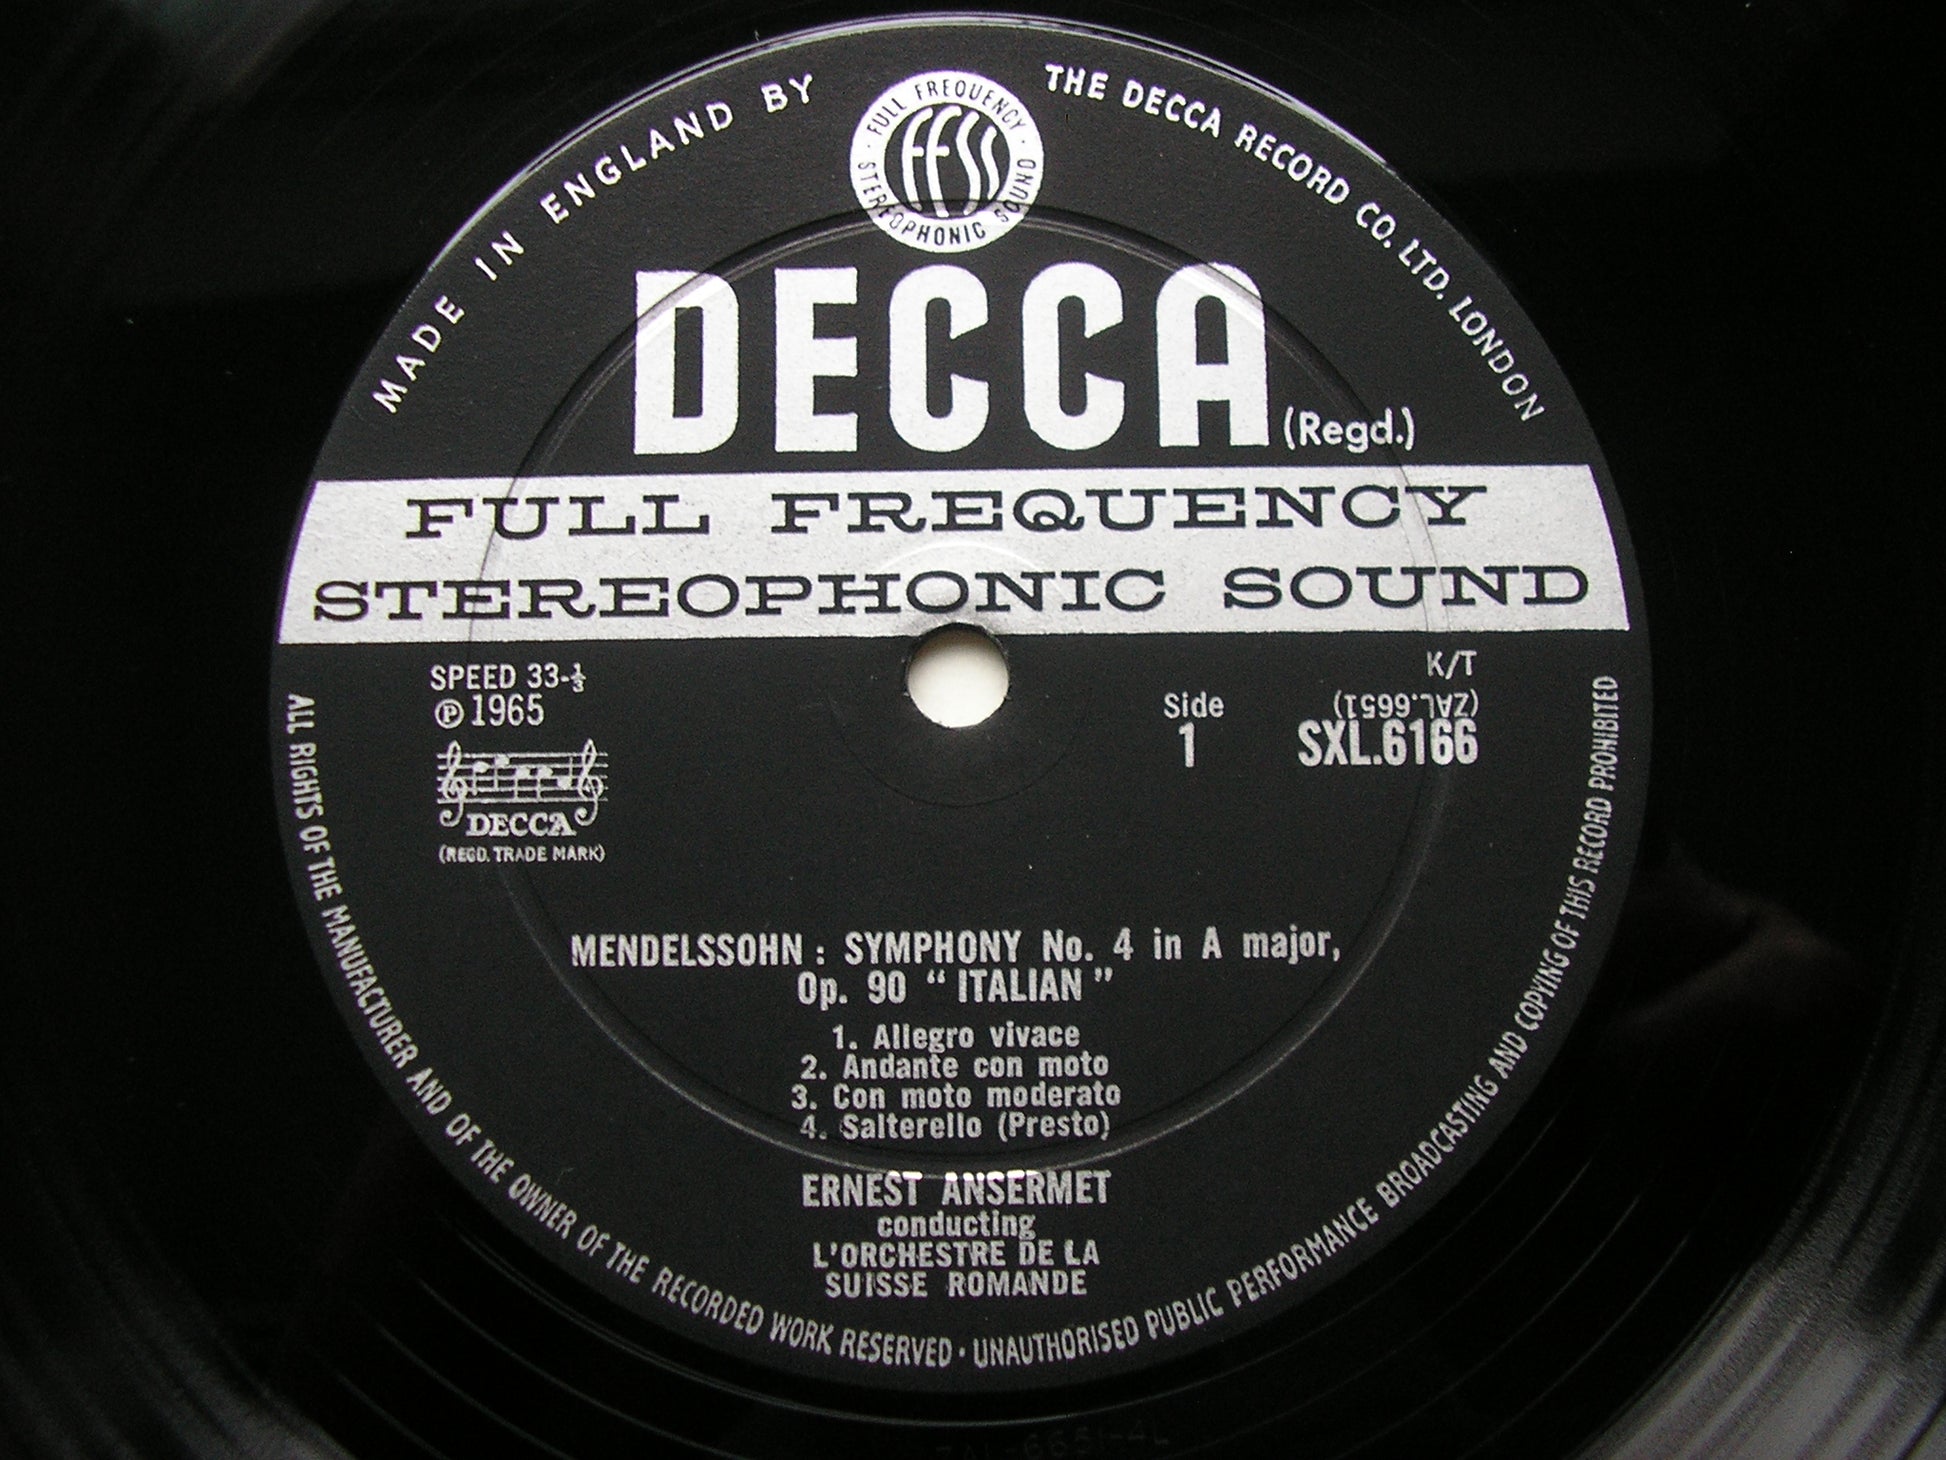 MADE IN ENGLAND BY THE DECCA RECORD CO. LTD. LONDON
FULL FREQUENCY
STEREOPHONIC SOUND
FFSS
DECCA (Regd.)
FULL FREQUENCY
STEREOPHONIC SOUND
SPEED 33-⅓
Ⓟ 1965
DECCA
(REGD. TRADE MARK)
K/T
(ZAL.6651)
Side
1
SXL.6166
MENDELSSOHN : SYMPHONY No. 4 in A major,
Op. 90 “ ITALIAN ”
1. Allegro vivace
2. Andante con moto
3. Con moto moderato
4. Salterello (Presto)
ERNEST ANSERMET
conducting
L'ORCHESTRE DE LA
SUISSE ROMANDE
ALL RIGHTS OF THE MANUFACTURER AND OF THE OWNER OF THE RECORDED WORK RESERVED · UNAUTHORISED PUBLIC PERFORMANCE BROADCASTING AND COPYING OF THIS RECORD PROHIBITED
ZAL-6651-4L